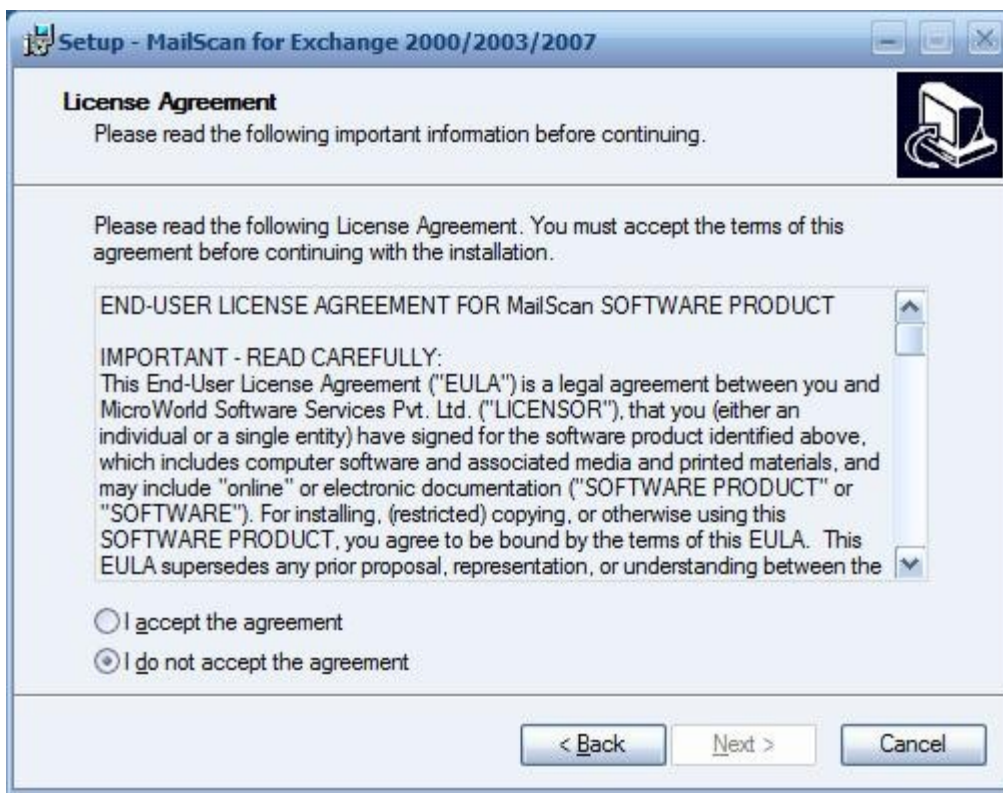 Setup - MailScan for Exchange 2000/2003/2007
License Agreement
Please read the following important information before continuing.
Please read the following License Agreement. You must accept the terms of this
agreement before continuing with the installation.
END-USER LICENSE AGREEMENT FOR MailScan SOFTWARE PRODUCT
IMPORTANT - READ CAREFULLY:
This End-User License Agreement ("EULA") is a legal agreement between you and
MicroWorld Software Services Pvt. Ltd. ("LICENSOR"), that you (either an
individual or a single entity) have signed for the software product identified above,
which includes computer software and associated media and printed materials, and
may include "online" or electronic documentation ("SOFTWARE PRODUCT" or
"SOFTWARE"). For installing, (restricted) copying, or otherwise using this
SOFTWARE PRODUCT, you agree to be bound by the terms of this EULA.  This
EULA supersedes any prior proposal, representation, or understanding between the
I accept the agreement
I do not accept the agreement
< Back Next > Cancel